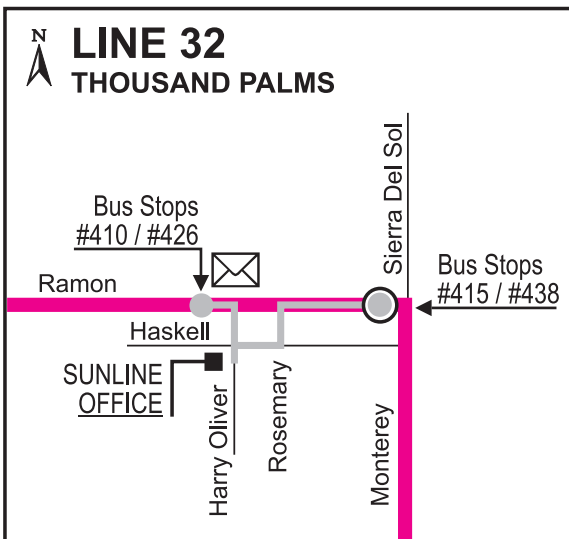 N
LINE 32
THOUSAND PALMS
Sierra Del Sol
Bus Stops
#410 / #426
Bus Stops
#415 / #438
Ramon
Haskell
SUNLINE
OFFICE
Harry Oliver
Rosemary
Monterey